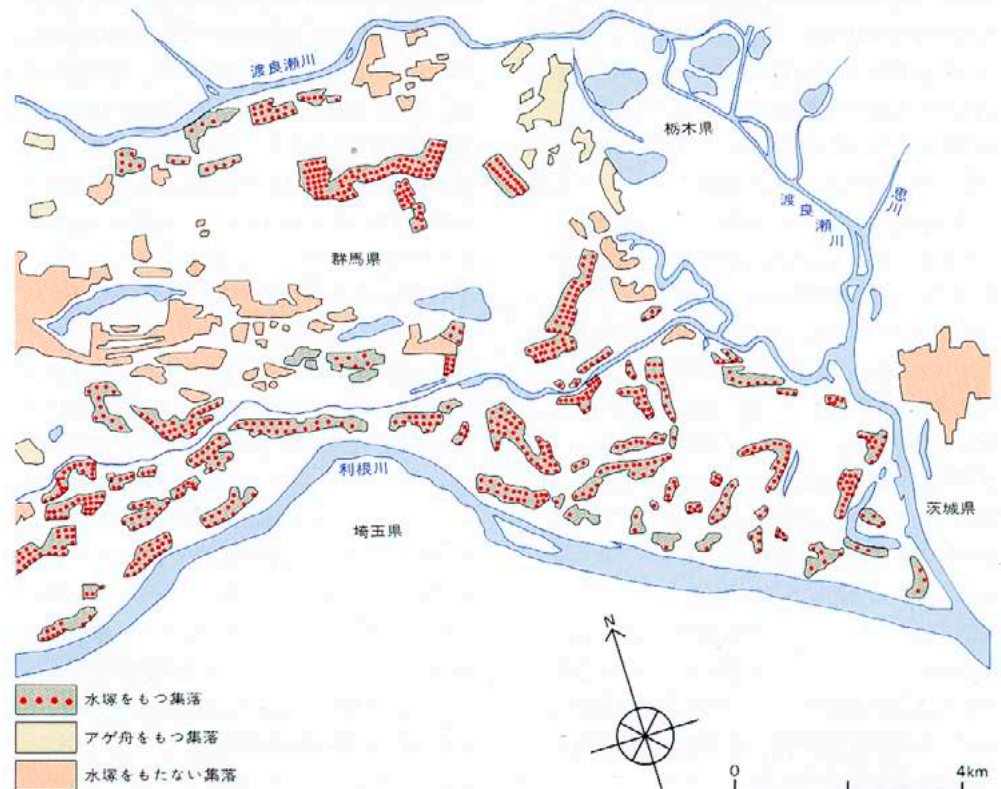 渡良瀬川
栃木県
渡良瀬川
思川
群馬県
利根川
埼玉県
茨城県
N
水塚をもつ集落
アゲ舟をもつ集落
水塚をもたない集落
0 4km